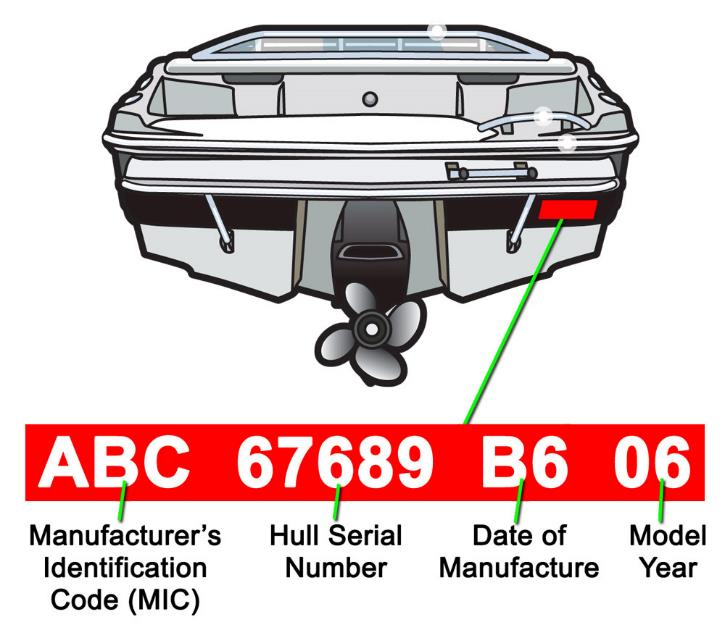 ABC 67689 B6 06
Manufacturer's Identification Code (MIC)
Hull Serial Number
Date of Manufacture
Model Year